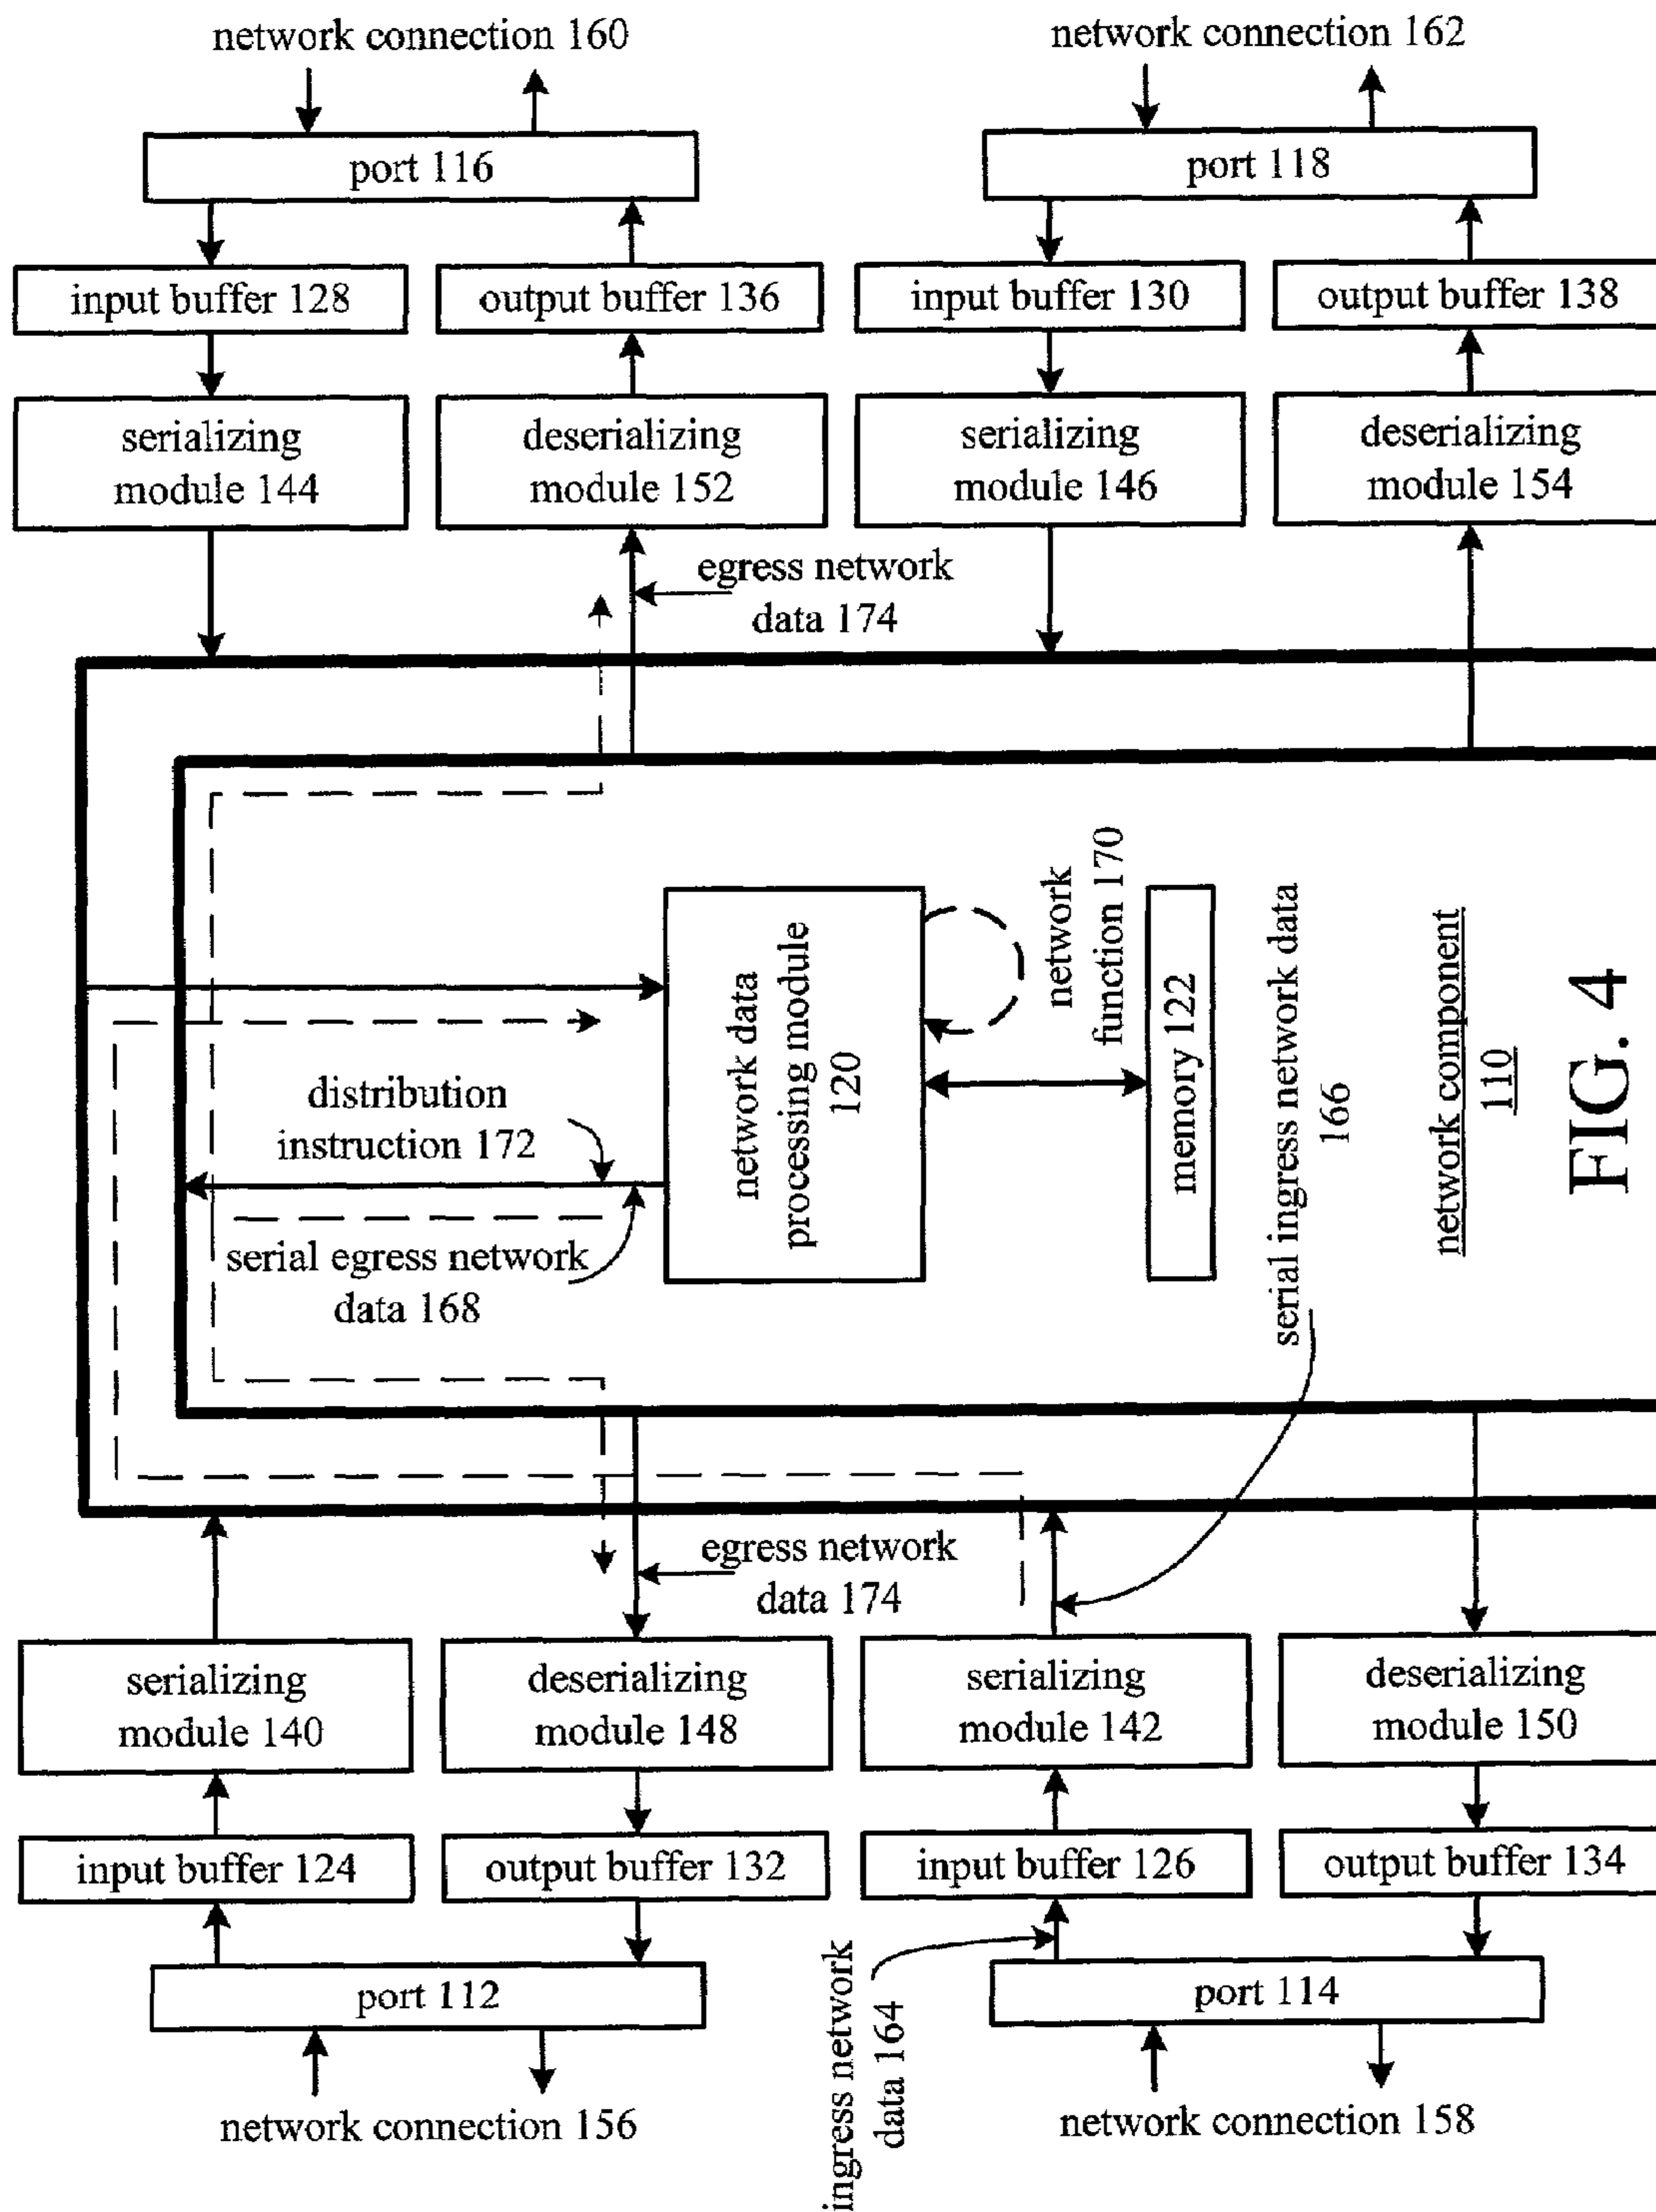 network connection 160
network connection 162
port 116
port 118
input buffer 128
output buffer 136
input buffer 130
output buffer 138
serializing
module 144
deserializing
module 152
serializing
module 146
deserializing
module 154
egress network
data 174
network data
processing module
120
network
function 170
memory 122
serial ingress network data
166
network component
110
FIG. 4
distribution
instruction 172
serial egress network
data 168
egress network
data 174
serializing
module 140
deserializing
module 148
serializing
module 142
deserializing
module 150
input buffer 124
output buffer 132
input buffer 126
output buffer 134
ingress network
data 164
port 112
port 114
network connection 156
network connection 158